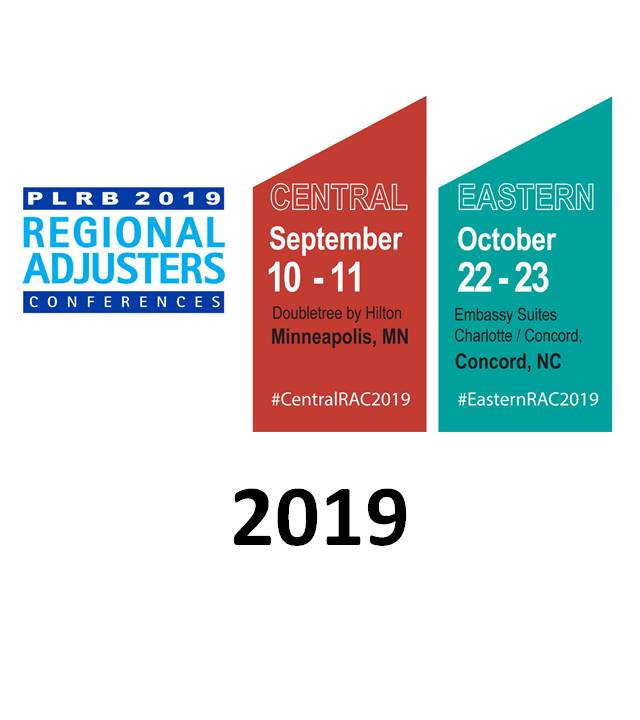 PLRB 2019
REGIONAL
ADJUSTERS
CONFERENCES
CENTRAL
September
10 - 11
Doubletree by Hilton
Minneapolis, MN
#CentralRAC2019
EASTERN
October
22 - 23
Embassy Suites
Charlotte / Concord,
Concord, NC
#EasternRAC2019
2019